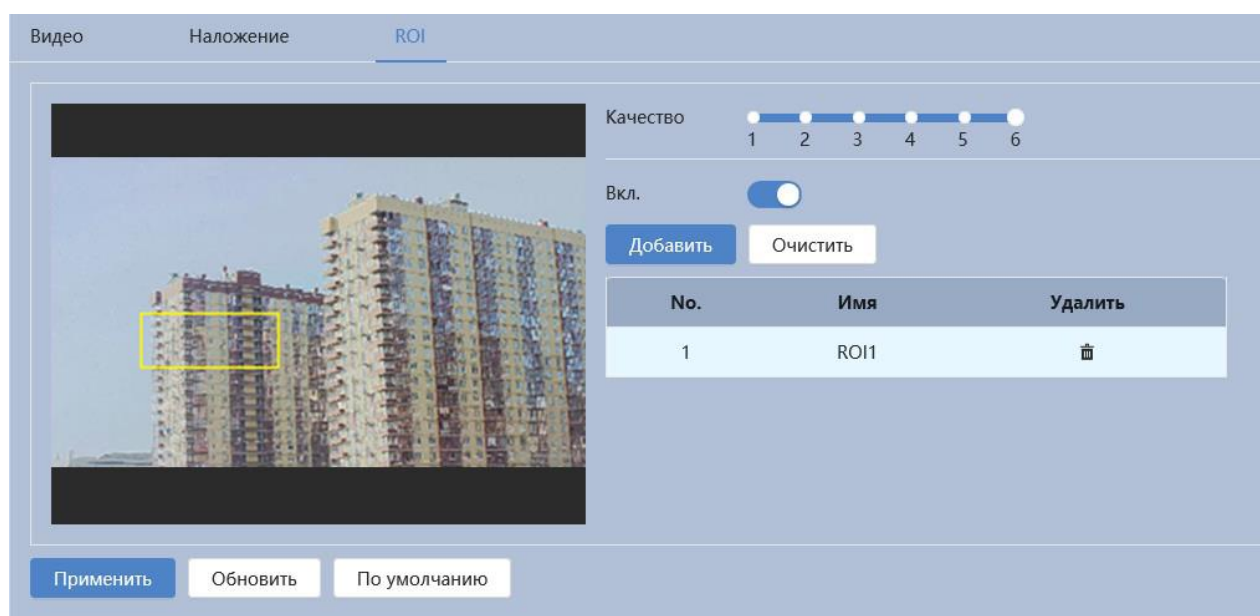 Видео Наложение ROI
Качество
1 2 3 4 5 6
Вкл.
Добавить Очистить
No. Имя Удалить
1 ROI1
Применить Обновить По умолчанию